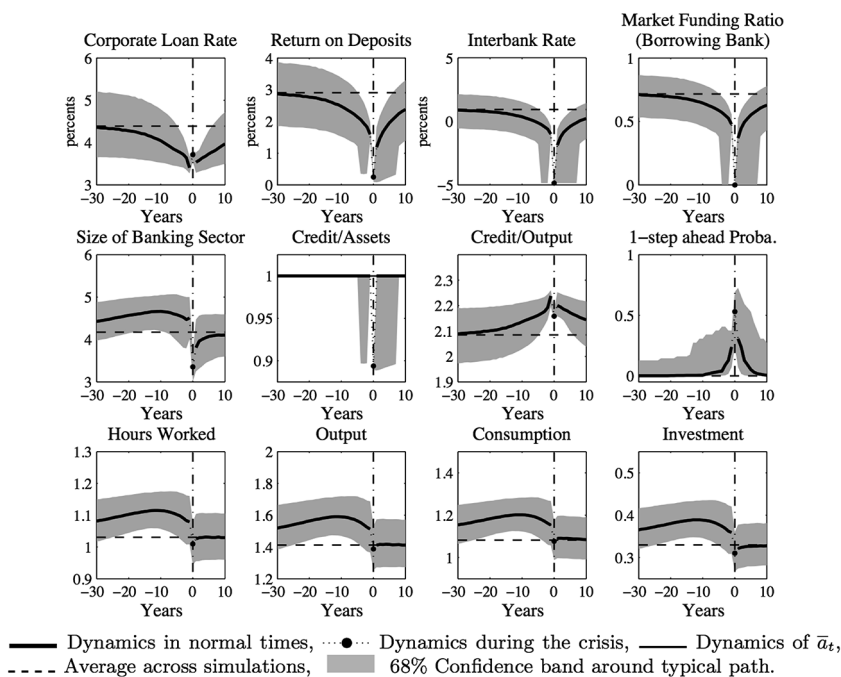 Corporate Loan Rate
Return on Deposits
Interbank Rate
Market Funding Ratio
(Borrowing Bank)
percents
6
5
4
3
−30 −20 −10 0 10
Years
percents
4
3
2
1
0
−30 −20 −10 0 10
Years
percents
5
0
−5
−30 −20 −10 0 10
Years
1
0.5
0
−30 −20 −10 0 10
Years
Size of Banking Sector
6
5
4
3
−30 −20 −10 0 10
Years
Credit/Assets
1
0.95
0.9
−30 −20 −10 0 10
Years
Credit/Output
2.3
2.2
2.1
2
1.9
−30 −20 −10 0 10
Years
1−step ahead Proba.
1
0.5
0
−30 −20 −10 0 10
Years
Hours Worked
1.3
1.2
1.1
1
0.9
−30 −20 −10 0 10
Years
Output
2
1.8
1.6
1.4
1.2
−30 −20 −10 0 10
Years
Consumption
1.4
1.2
1
−30 −20 −10 0 10
Years
Investment
0.5
0.4
0.3
−30 −20 −10 0 10
Years
Dynamics in normal times, Dynamics during the crisis, Dynamics of a̅ₜ,
Average across simulations, 68% Confidence band around typical path.